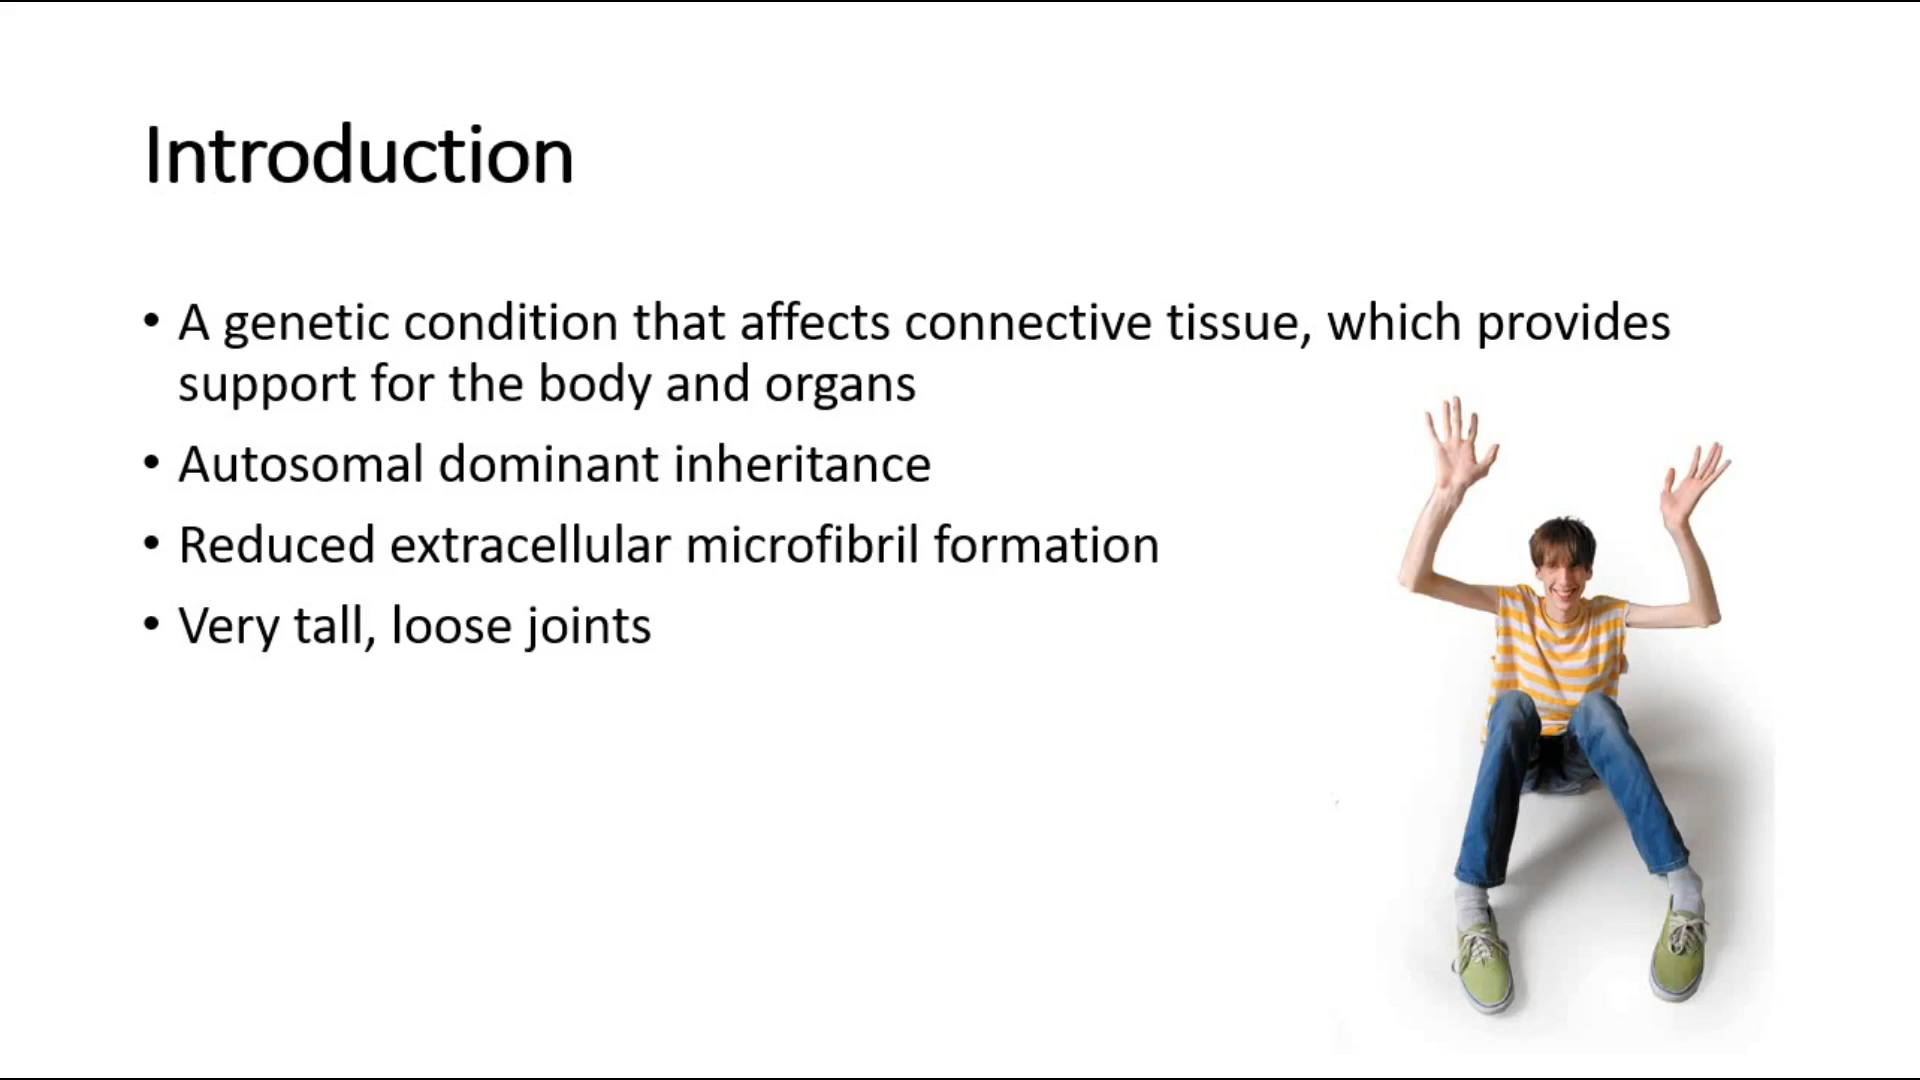 Introduction
• A genetic condition that affects connective tissue, which provides
support for the body and organs
• Autosomal dominant inheritance
• Reduced extracellular microfibril formation
• Very tall, loose joints